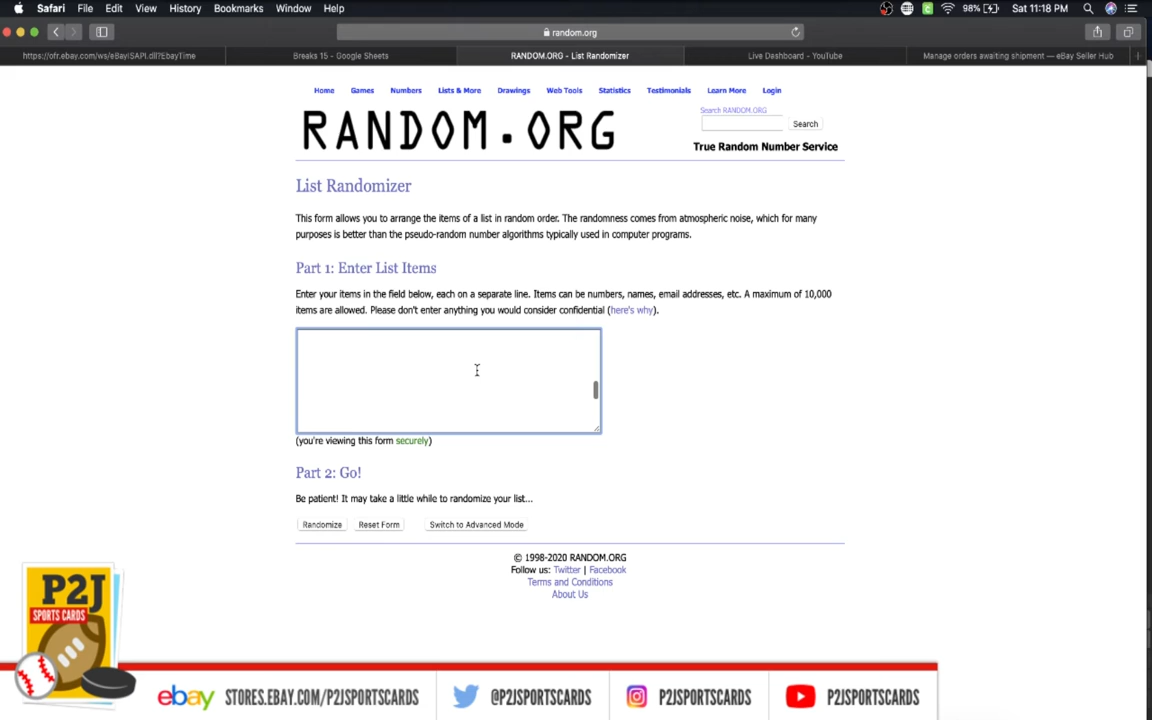 Safari File Edit View History Bookmarks Window Help 98% Sat 11:18 PM
random.org
https://ofr.ebay.com/ws/eBayISAPI.dll?EbayTime Breaks 15 - Google Sheets RANDOM.ORG - List Randomizer Live Dashboard - YouTube Manage orders awaiting shipment — eBay Seller Hub
Home Games Numbers Lists & More Drawings Web Tools Statistics Testimonials Learn More Login
Search RANDOM.ORG
RANDOM.ORG
Search
True Random Number Service
List Randomizer
This form allows you to arrange the items of a list in random order. The randomness comes from atmospheric noise, which for many
purposes is better than the pseudo-random number algorithms typically used in computer programs.
Part 1: Enter List Items
Enter your items in the field below, each on a separate line. Items can be numbers, names, email addresses, etc. A maximum of 10,000
items are allowed. Please don't enter anything you would consider confidential (here's why).
(you're viewing this form securely)
Part 2: Go!
Be patient! It may take a little while to randomize your list...
Randomize Reset Form Switch to Advanced Mode
© 1998-2020 RANDOM.ORG
Follow us: Twitter | Facebook
Terms and Conditions
About Us
P2J
SPORTS CARDS
ebay STORES.EBAY.COM/P2JSPORTSCARDS @P2JSPORTSCARDS P2JSPORTSCARDS P2JSPORTSCARDS